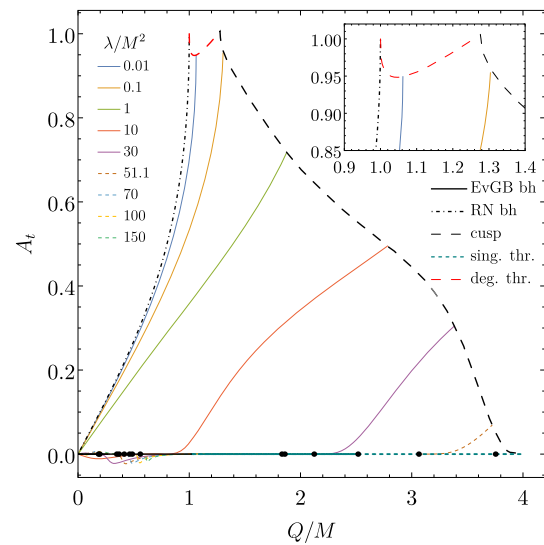 λ/M²
0.01
0.1
1
10
30
51.1
70
100
150
1.00
0.95
0.90
0.85
0.9 1.0 1.1 1.2 1.3 1.4
EvGB bh
RN bh
cusp
sing. thr.
deg. thr.
1.0
0.8
0.6
0.4
0.2
0.0
A_t
0 1 2 3 4
Q/M